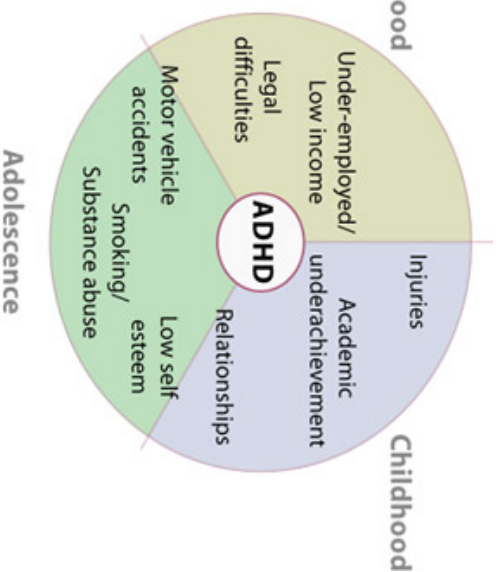 ood
Childhood
Under-employed/
Low income
Legal
difficulties
Injuries
Academic
underachievement
Relationships
ADHD
Motor vehicle
accidents
Smoking/
Substance abuse
Low self
esteem
Adolescence